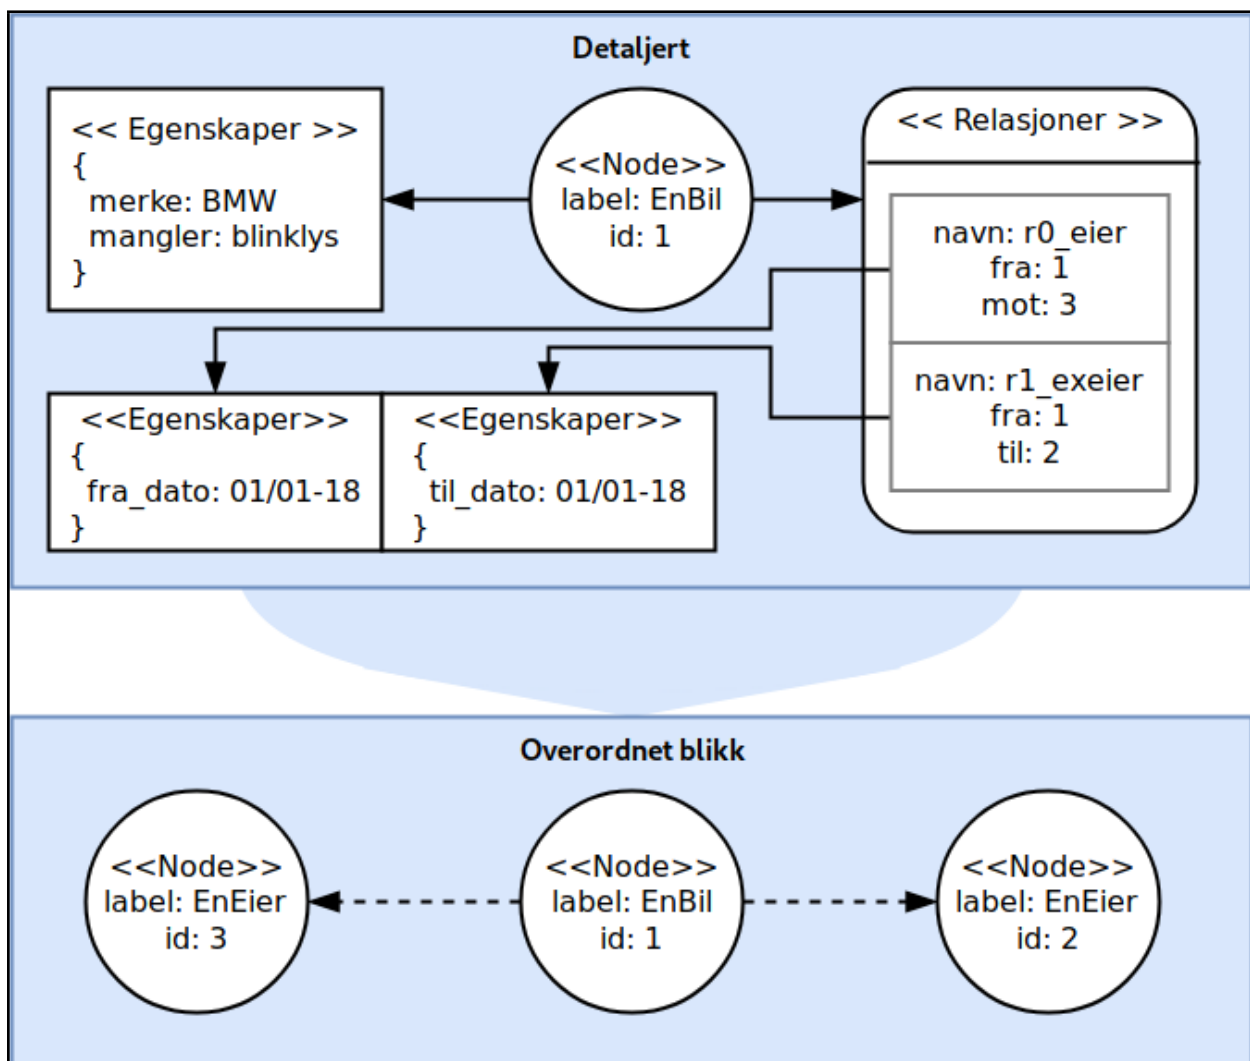 Detaljert
<< Egenskaper >>
{
merke: BMW
mangler: blinklys
}
<<Node>>
label: EnBil
id: 1
<< Relasjoner >>
navn: r0_eier
fra: 1
mot: 3
navn: r1_exeier
fra: 1
til: 2
<<Egenskaper>>
{
fra_dato: 01/01-18
}
<<Egenskaper>>
{
til_dato: 01/01-18
}
Overordnet blikk
<<Node>>
label: EnEier
id: 3
<<Node>>
label: EnBil
id: 1
<<Node>>
label: EnEier
id: 2